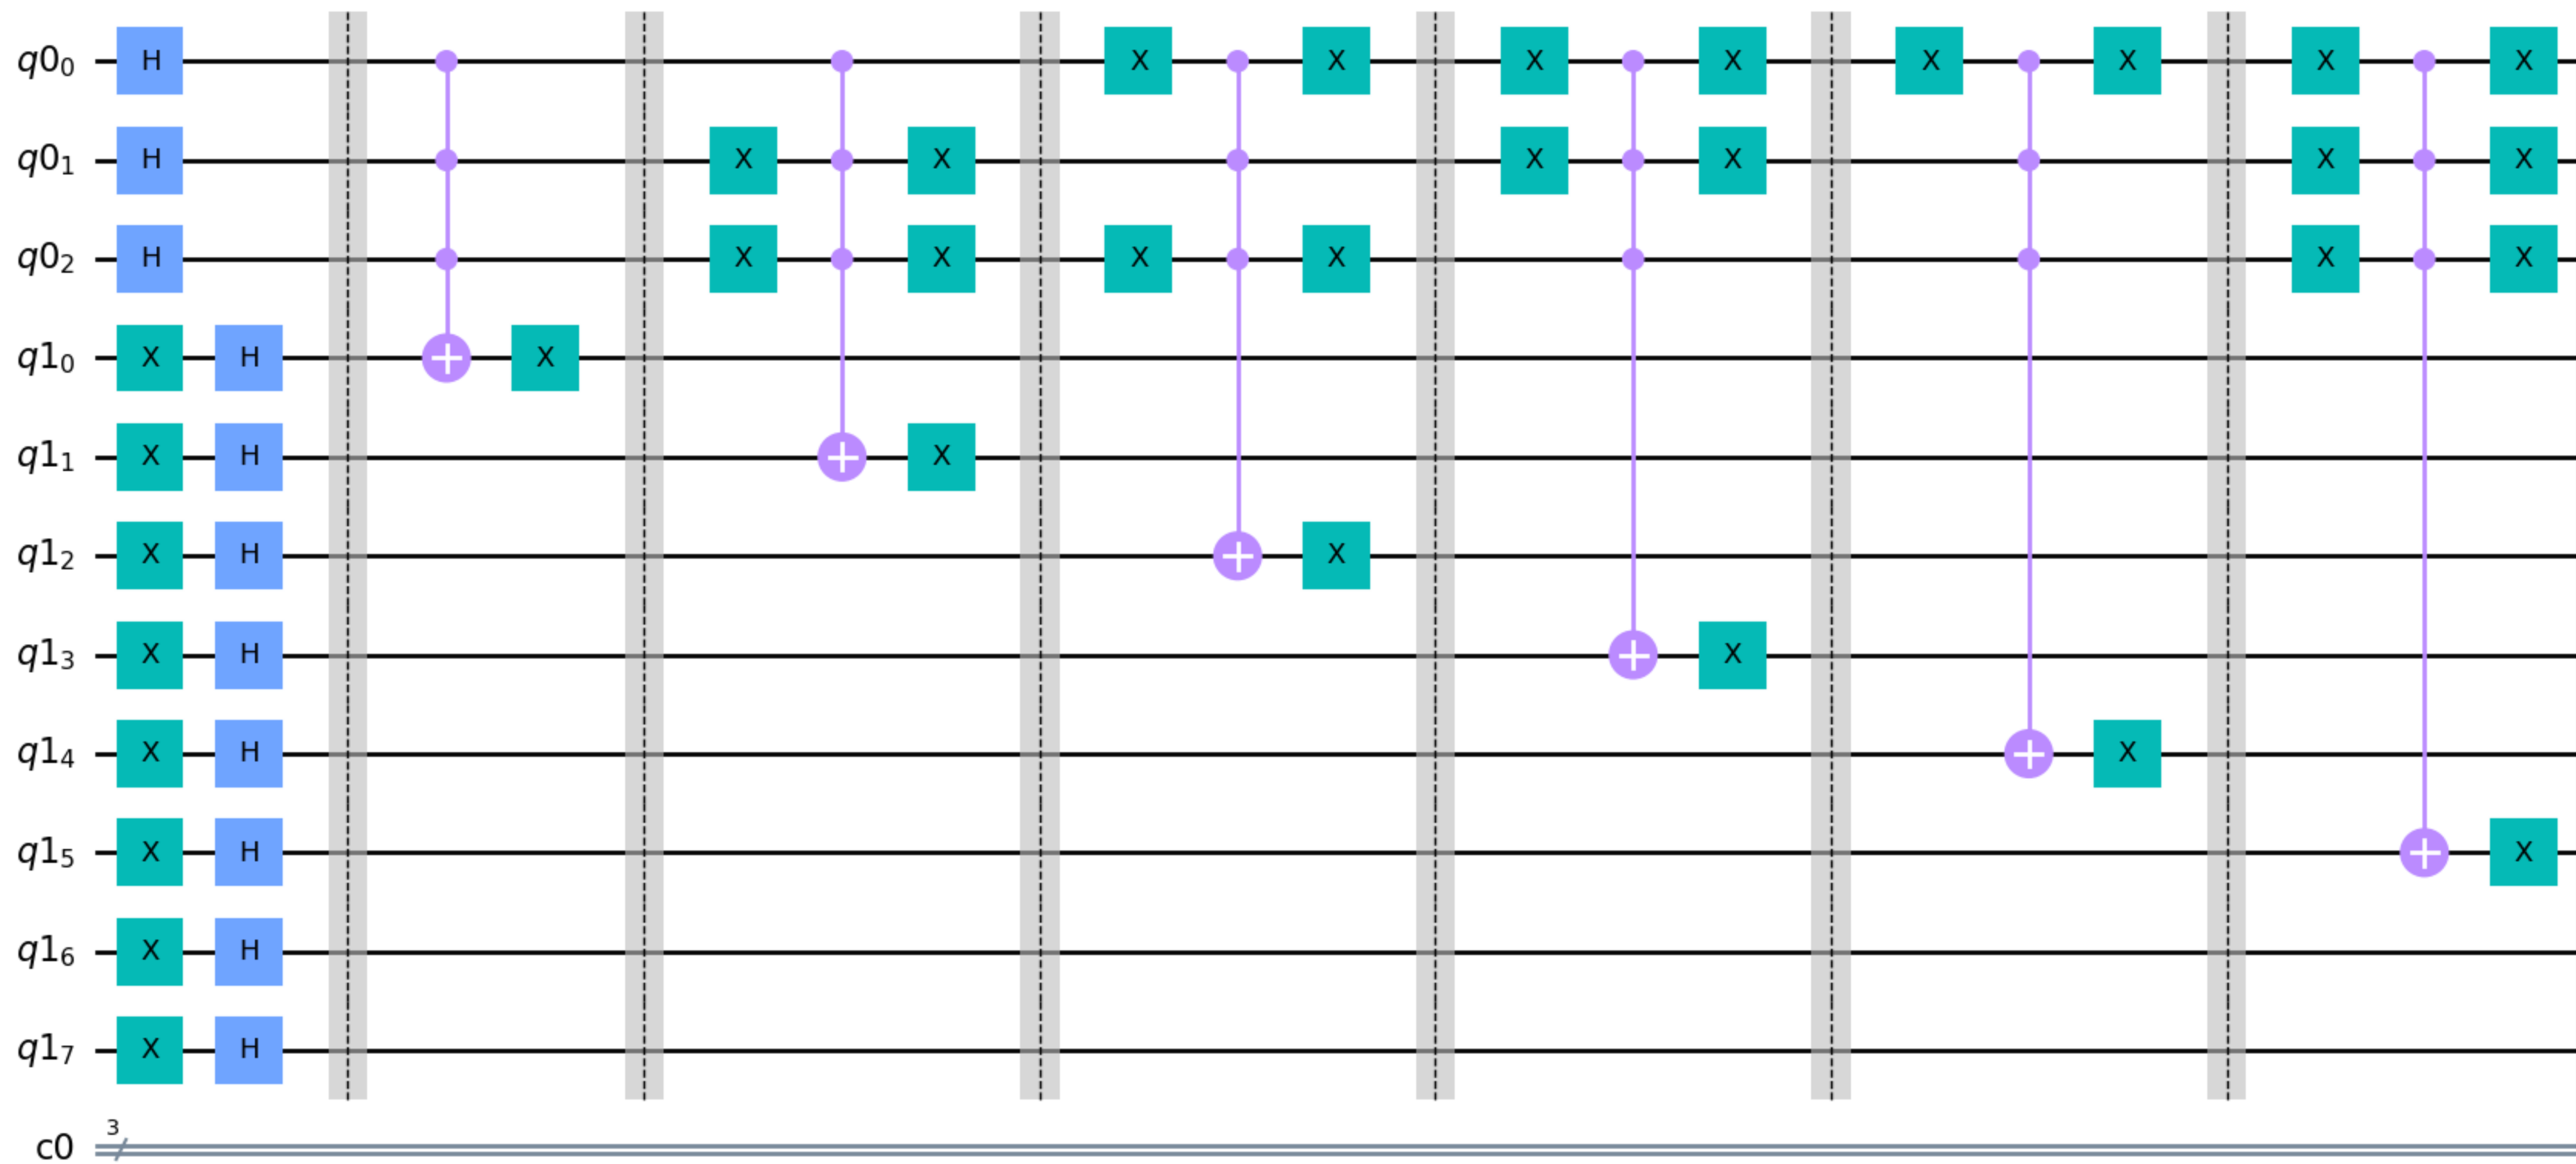 q0₀ H X X X X X X X X
q0₁ H X X X X X X
q0₂ H X X X X X X
q1₀ X H X
q1₁ X H X
q1₂ X H X
q1₃ X H X
q1₄ X H X
q1₅ X H X
q1₆ X H
q1₇ X H
3
c0